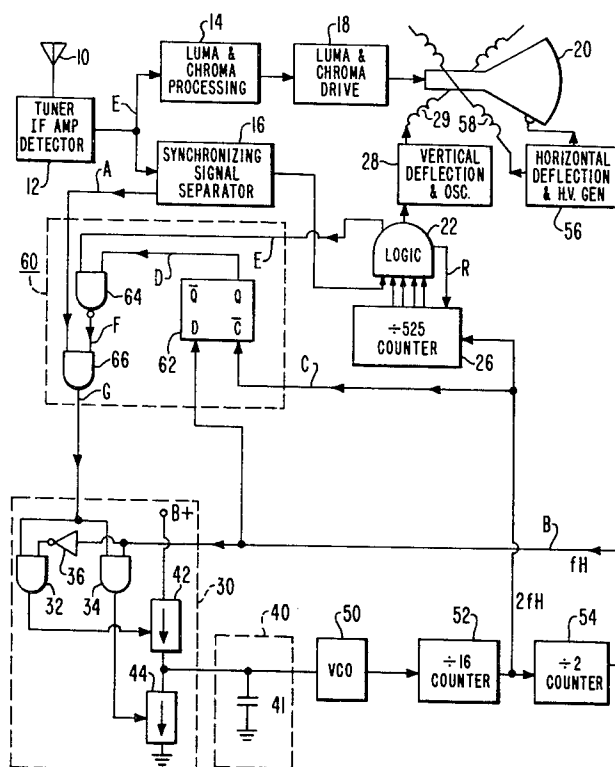 10
E
TUNER
IF AMP
DETECTOR
12
A
14
LUMA &
CHROMA
PROCESSING
18
LUMA &
CHROMA
DRIVE
20
16
SYNCHRONIZING
SIGNAL
SEPARATOR
29
58
28
VERTICAL
DEFLECTION
& OSC.
HORIZONTAL
DEFLECTION
& H.V. GEN
56
60
D
E
22
LOGIC
R
64
F
66
G
Q̅ Q
D C̅
62
÷525
COUNTER
26
C
B+
B
fH
36
32
34
42
30
44
40
41
50
VCO
52
÷16
COUNTER
2fH
54
÷2
COUNTER